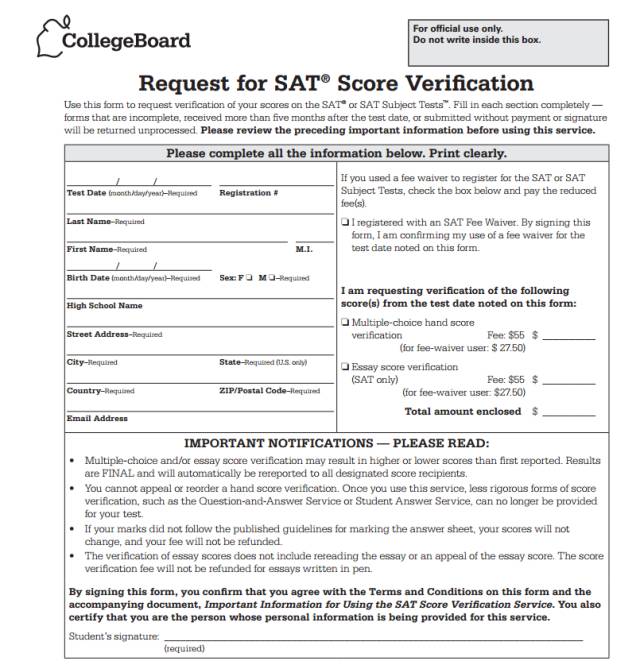 CollegeBoard
For official use only.
Do not write inside this box.
Request for SAT® Score Verification
Use this form to request verification of your scores on the SAT® or SAT Subject Tests™. Fill in each section completely —
forms that are incomplete, received more than five months after the test date, or submitted without payment or signature
will be returned unprocessed. Please review the preceding important information before using this service.
Please complete all the information below. Print clearly.
/ /
Test Date (month/day/year)–Required Registration #
Last Name–Required
First Name–Required M.I.
/ /
Birth Date (month/day/year)–Required Sex: F ❏ M ❏–Required
High School Name
Street Address–Required
City–Required State–Required (U.S. only)
Country–Required ZIP/Postal Code–Required
Email Address
If you used a fee waiver to register for the SAT or SAT
Subject Tests, check the box below and pay the reduced
fee(s).
❏ I registered with an SAT Fee Waiver. By signing this
form, I am confirming my use of a fee waiver for the
test date noted on this form.
I am requesting verification of the following
score(s) from the test date noted on this form:
❏ Multiple-choice hand score
verification Fee: $55 $ ________
(for fee-waiver user: $ 27.50)
❏ Essay score verification
(SAT only) Fee: $55 $ ________
(for fee-waiver user: $27.50)
Total amount enclosed $ ________
IMPORTANT NOTIFICATIONS — PLEASE READ:
• Multiple-choice and/or essay score verification may result in higher or lower scores than first reported. Results
are FINAL and will automatically be rereported to all designated score recipients.
• You cannot appeal or reorder a hand score verification. Once you use this service, less rigorous forms of score
verification, such as the Question-and-Answer Service or Student Answer Service, can no longer be provided
for your test.
• If your marks did not follow the published guidelines for marking the answer sheet, your scores will not
change, and your fee will not be refunded.
• The verification of essay scores does not include rereading the essay or an appeal of the essay score. The score
verification fee will not be refunded for essays written in pen.
By signing this form, you confirm that you agree with the Terms and Conditions on this form and the
accompanying document, Important Information for Using the SAT Score Verification Service. You also
certify that you are the person whose personal information is being provided for this service.
Student's signature: ________
(required)